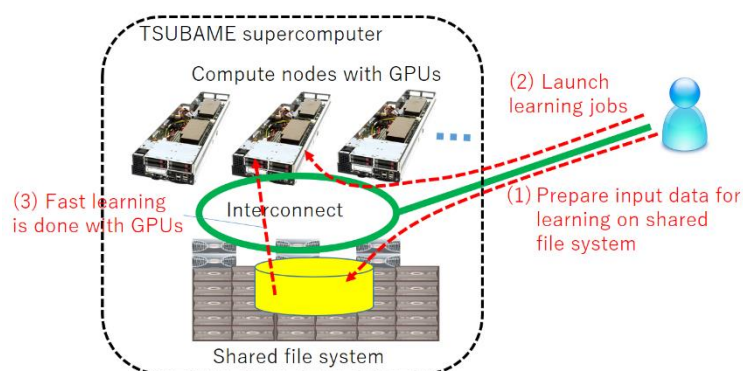 TSUBAME supercomputer
Compute nodes with GPUs
(2) Launch
learning jobs
(3) Fast learning
is done with GPUs
Interconnect
(1) Prepare input data for
learning on shared
file system
Shared file system